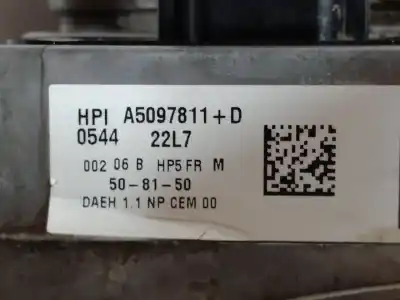 HPI A5097811+D
0544 22L7
002 06 B HP5 FR M
50-81-50
DAEH 1.1 NP CEM 00